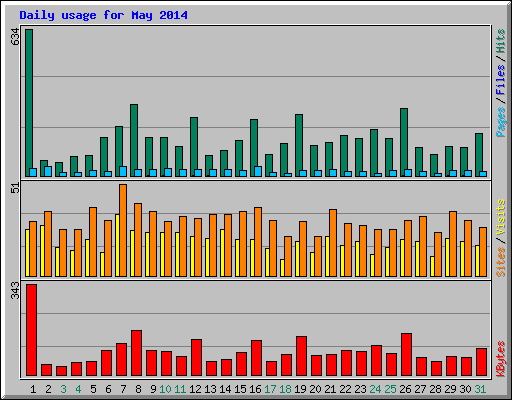 Daily usage for May 2014
634
Pages/Files/Hits
51
Sites/Visits
343
KBytes
1 2 3 4 5 6 7 8 9 10 11 12 13 14 15 16 17 18 19 20 21 22 23 24 25 26 27 28 29 30 31